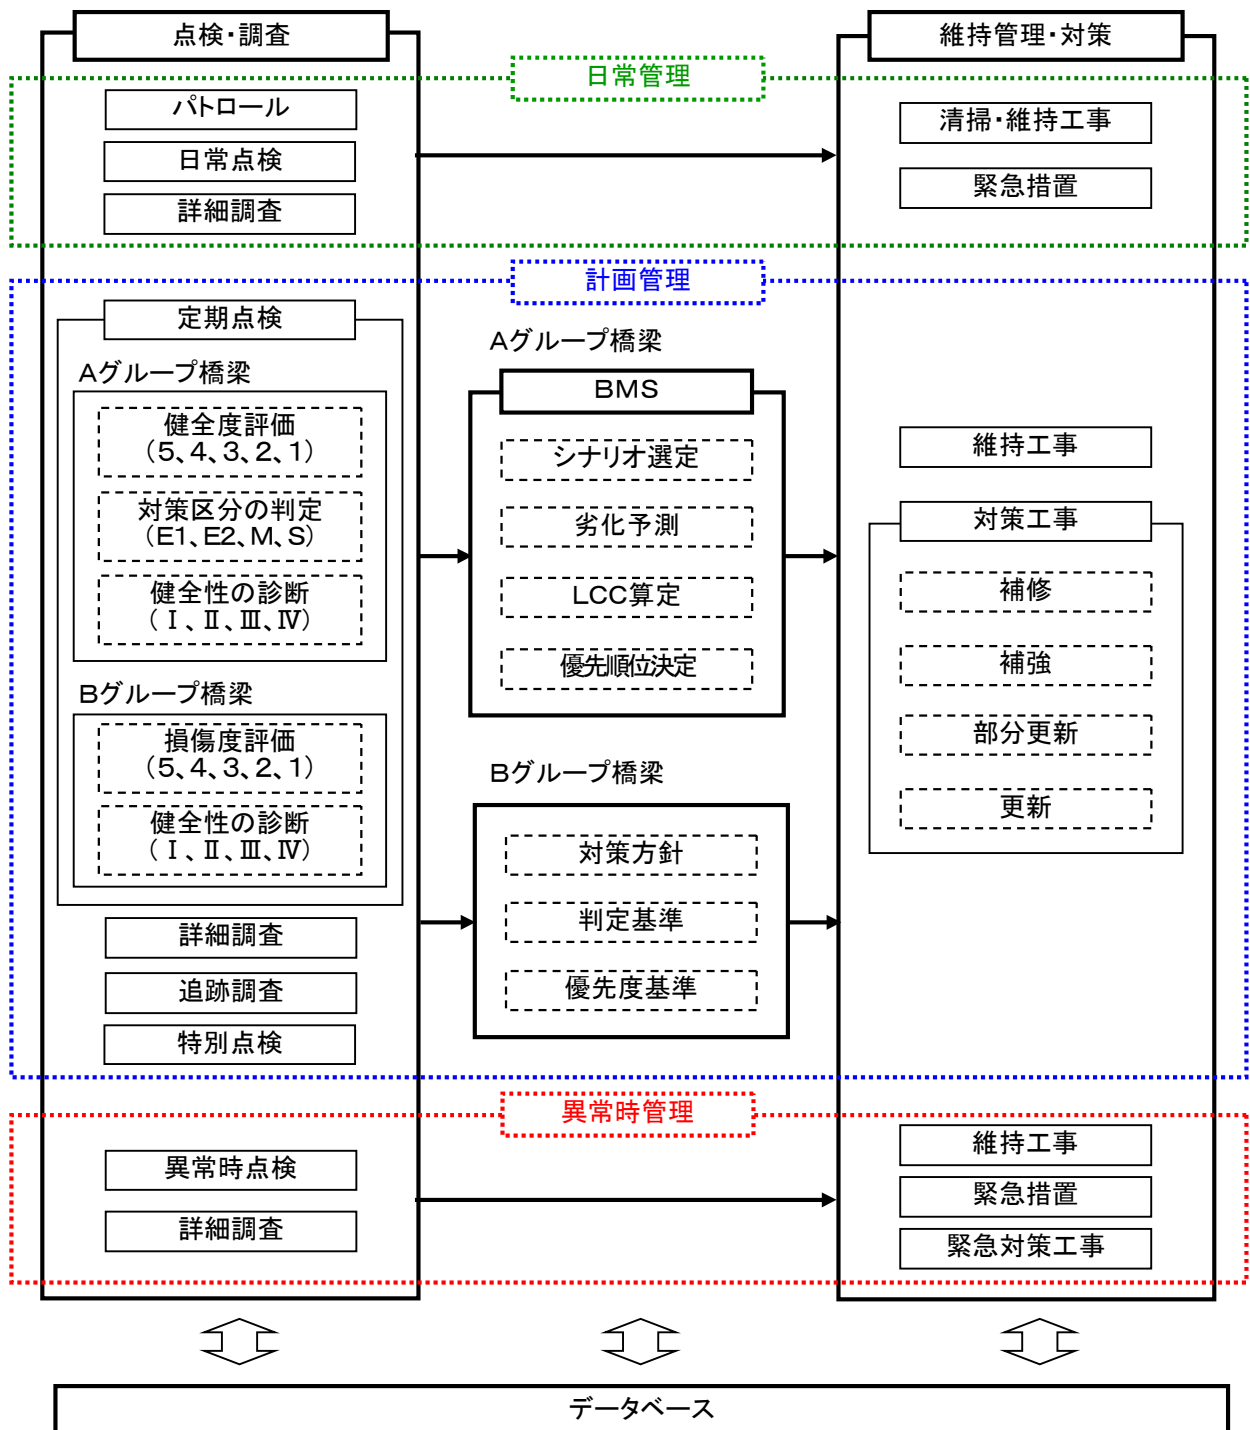 点検・調査
維持管理・対策
日常管理
パトロール
日常点検
詳細調査
清掃・維持工事
緊急措置
計画管理
定期点検
Aグループ橋梁
健全度評価
（5、4、3、2、1）
対策区分の判定
（E1、E2、M、S）
健全性の診断
（Ⅰ、Ⅱ、Ⅲ、Ⅳ）
Bグループ橋梁
損傷度評価
（5、4、3、2、1）
健全性の診断
（Ⅰ、Ⅱ、Ⅲ、Ⅳ）
詳細調査
追跡調査
特別点検
Aグループ橋梁
BMS
シナリオ選定
劣化予測
LCC算定
優先順位決定
Bグループ橋梁
対策方針
判定基準
優先度基準
維持工事
対策工事
補修
補強
部分更新
更新
異常時管理
異常時点検
詳細調査
維持工事
緊急措置
緊急対策工事
データベース